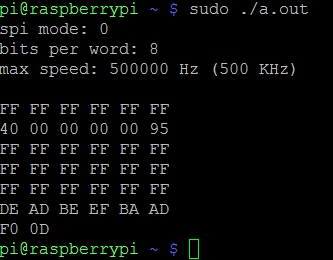 pi@raspberrypi ~ $ sudo ./a.out
spi mode: 0
bits per word: 8
max speed: 500000 Hz (500 KHz)
FF FF FF FF FF FF
40 00 00 00 00 95
FF FF FF FF FF FF
FF FF FF FF FF FF
FF FF FF FF FF FF
DE AD BE EF BA AD
F0 0D
pi@raspberrypi ~ $